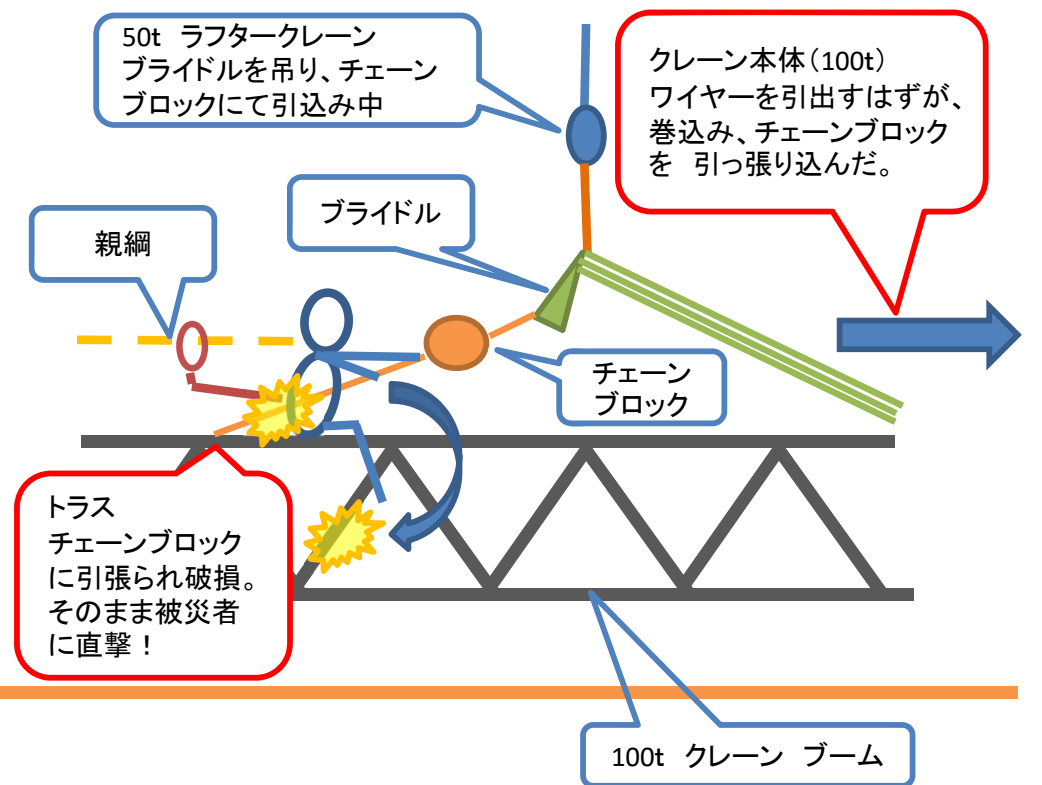 50t ラフタークレーン
ブライドルを吊り、チェーン
ブロックにて引込み中
クレーン本体(100t)
ワイヤーを引出すはずが、
巻込み、チェーンブロック
を 引っ張り込んだ。
ブライドル
親綱
チェーン
ブロック
トラス
チェーンブロック
に引張られ破損。
そのまま被災者
に直撃!
100t クレーン ブーム